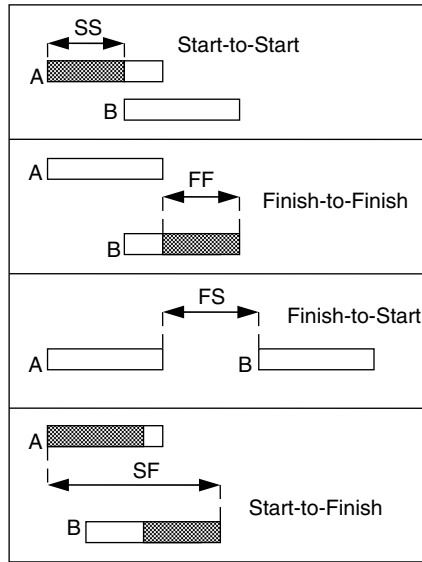 SS
Start-to-Start
A
B
A
FF
Finish-to-Finish
B
FS
Finish-to-Start
A B
A
SF
B
Start-to-Finish